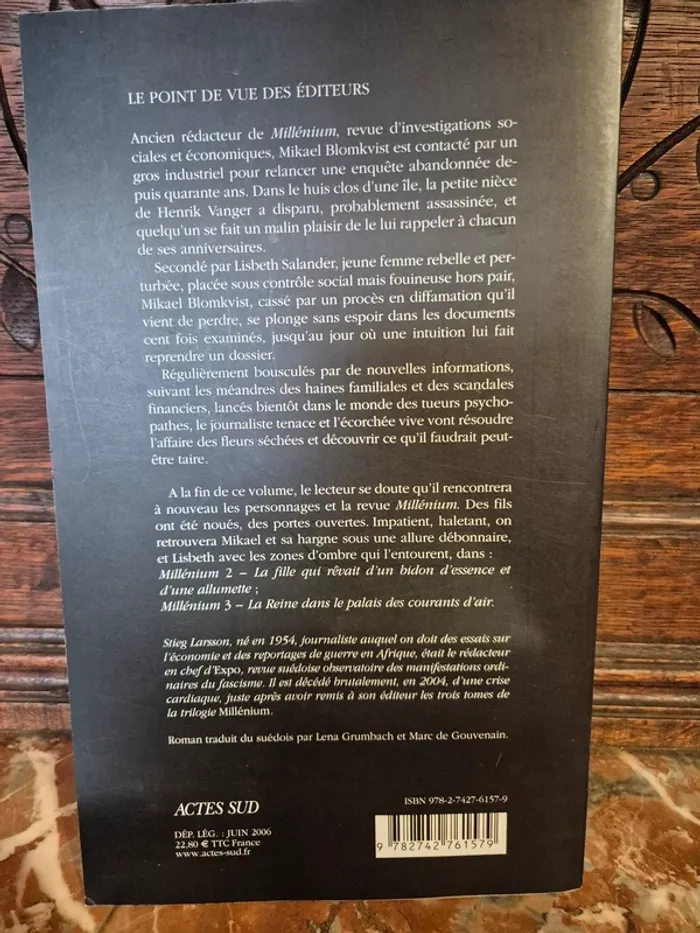 LE POINT DE VUE DES ÉDITEURS
Ancien rédacteur de Millénium, revue d'investigations so-
ciales et économiques, Mikael Blomkvist est contacté par un
gros industriel pour relancer une enquête abandonnée de-
puis quarante ans. Dans le huis clos d'une île, la petite nièce
de Henrik Vanger a disparu, probablement assassinée, et
quelqu'un se fait un malin plaisir de le lui rappeler à chacun
de ses anniversaires.
Secondé par Lisbeth Salander, jeune femme rebelle et per-
turbée, placée sous contrôle social mais fouineuse hors pair,
Mikael Blomkvist, cassé par un procès en diffamation qu'il
vient de perdre, se plonge sans espoir dans les documents
cent fois examinés, jusqu'au jour où une intuition lui fait
reprendre un dossier.
Régulièrement bousculés par de nouvelles informations,
suivant les méandres des haines familiales et des scandales
financiers, lancés bientôt dans le monde des tueurs psycho-
pathes, le journaliste tenace et l'écorchée vive vont résoudre
l'affaire des fleurs séchées et découvrir ce qu'il faudrait peut-
être taire.
A la fin de ce volume, le lecteur se doute qu'il rencontrera
à nouveau les personnages et la revue Millénium. Des fils
ont été noués, des portes ouvertes. Impatient, haletant, on
retrouvera Mikael et sa hargne sous une allure débonnaire,
et Lisbeth avec les zones d'ombre qui l'entourent, dans :
Millénium 2 – La fille qui rêvait d'un bidon d'essence et
d'une allumette ;
Millénium 3 – La Reine dans le palais des courants d'air.
Stieg Larsson, né en 1954, journaliste auquel on doit des essais sur
l'économie et des reportages de guerre en Afrique, était le rédacteur
en chef d'Expo, revue suédoise observatoire des manifestations ordi-
naires du fascisme. Il est décédé brutalement, en 2004, d'une crise
cardiaque, juste après avoir remis à son éditeur les trois tomes de
la trilogie Millénium.
Roman traduit du suédois par Lena Grumbach et Marc de Gouvenain.
ACTES SUD
DÉP. LÉG. : JUIN 2006
22,80 € TTC France
www.actes-sud.fr
ISBN 978-2-7427-6157-9
9 782742 761579